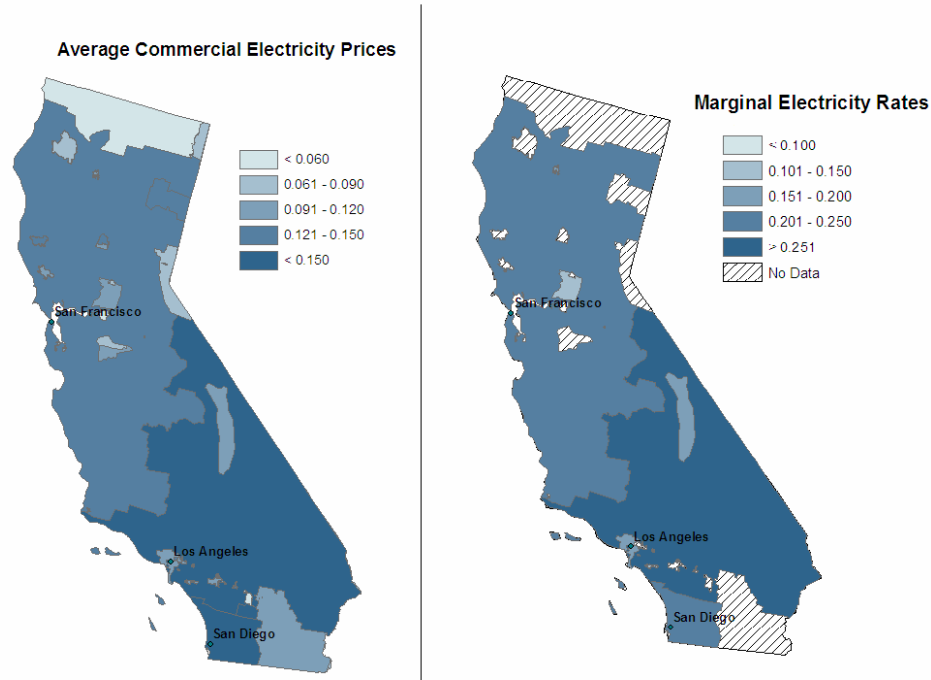 Average Commercial Electricity Prices
< 0.060
0.061 - 0.090
0.091 - 0.120
0.121 - 0.150
< 0.150
San Francisco
Los Angeles
San Diego
Marginal Electricity Rates
< 0.100
0.101 - 0.150
0.151 - 0.200
0.201 - 0.250
> 0.251
No Data
San Francisco
Los Angeles
San Diego